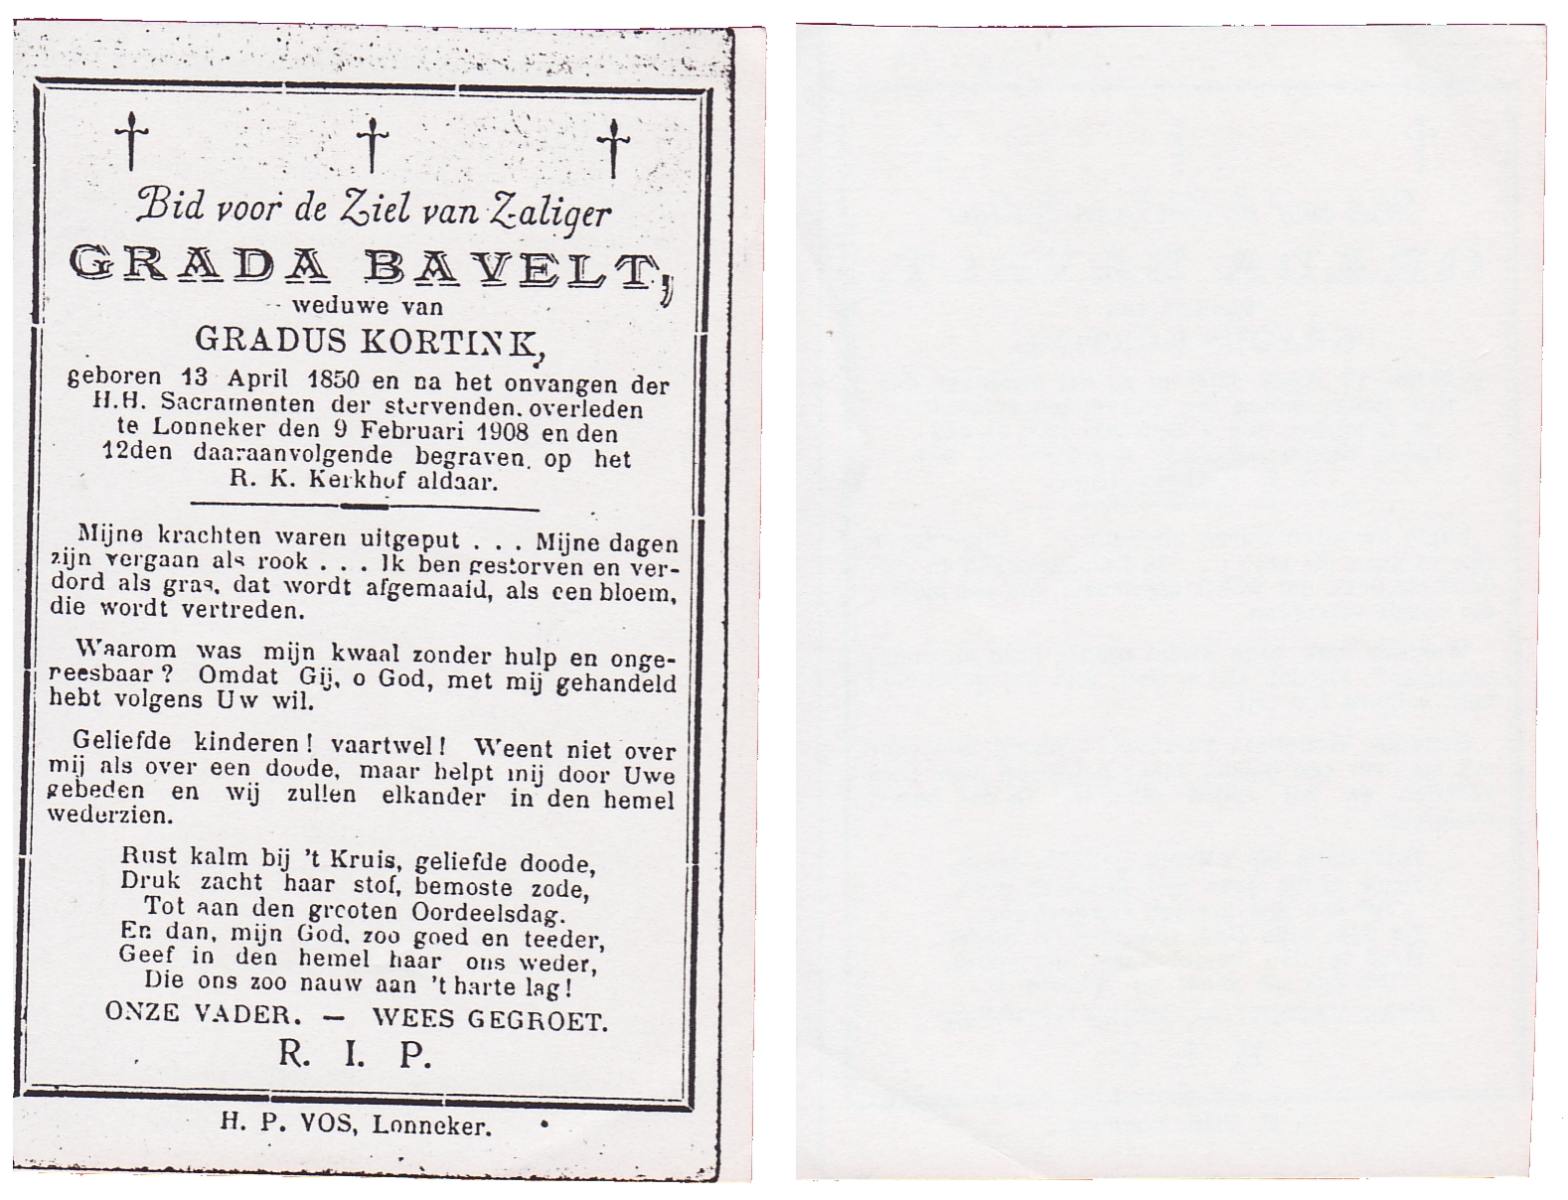 Bid voor de Ziel van Zaliger
GRADA BAVELT,
weduwe van
GRADUS KORTINK,
geboren 13 April 1850 en na het onvangen der
H.H. Sacramenten der stervenden, overleden
te Lonneker den 9 Februari 1908 en den
12den daaraanvolgende begraven op het
R. K. Kerkhof aldaar.
Mijne krachten waren uitgeput . . . Mijne dagen
zijn vergaan als rook . . . Ik ben gestorven en ver-
dord als gras, dat wordt afgemaaid, als een bloem,
die wordt vertreden.
Waarom was mijn kwaal zonder hulp en onge-
neesbaar? Omdat Gij, o God, met mij gehandeld
hebt volgens Uw wil.
Geliefde kinderen! vaartwel! Weent niet over
mij als over een doode, maar helpt mij door Uwe
gebeden en wij zullen elkander in den hemel
wederzien.
Rust kalm bij 't Kruis, geliefde doode,
Druk zacht haar stof, bemoste zode,
Tot aan den grooten Oordeelsdag.
En dan, mijn God, zoo goed en teeder,
Geef in den hemel haar ons weder,
Die ons zoo nauw aan 't harte lag!
ONZE VADER. — WEES GEGROET.
R. I. P.
H. P. VOS, Lonneker.